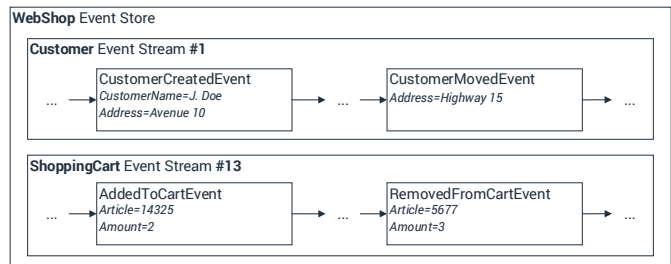 WebShop Event Store
Customer Event Stream #1
... CustomerCreatedEvent ... CustomerMovedEvent ...
CustomerName=J. Doe
Address=Avenue 10
Address=Highway 15
ShoppingCart Event Stream #13
... AddedToCartEvent ... RemovedFromCartEvent ...
Article=14325
Amount=2
Article=5677
Amount=3